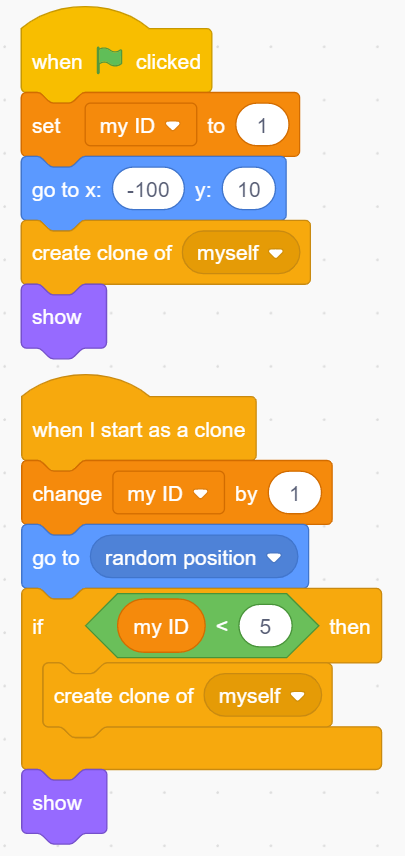 when clicked
set my ID to 1
go to x: -100 y: 10
create clone of myself
show
when I start as a clone
change my ID by 1
go to random position
if my ID < 5 then
create clone of myself
show